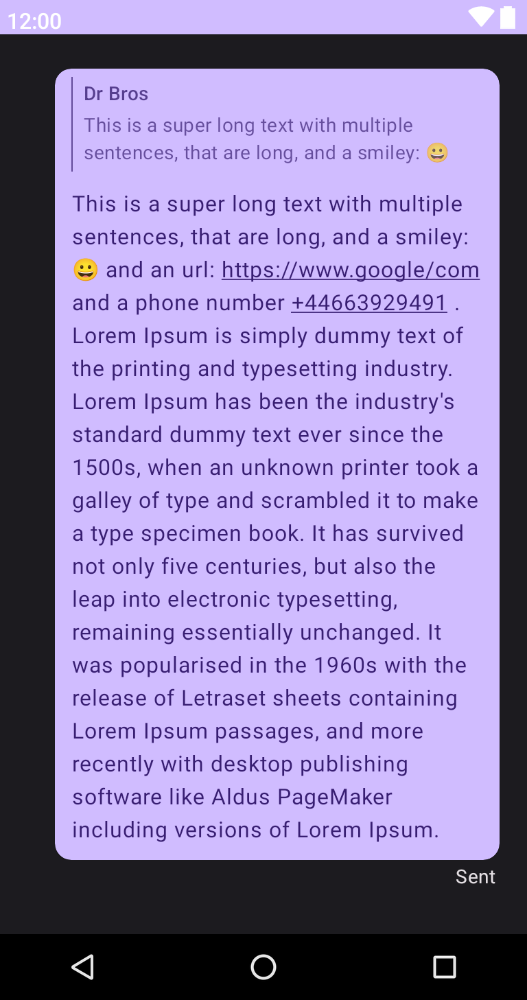 12:00
Dr Bros
This is a super long text with multiple
sentences, that are long, and a smiley: 😀
This is a super long text with multiple
sentences, that are long, and a smiley:
😀 and an url: https://www.google/com
and a phone number +44663929491 .
Lorem Ipsum is simply dummy text of
the printing and typesetting industry.
Lorem Ipsum has been the industry's
standard dummy text ever since the
1500s, when an unknown printer took a
galley of type and scrambled it to make
a type specimen book. It has survived
not only five centuries, but also the
leap into electronic typesetting,
remaining essentially unchanged. It
was popularised in the 1960s with the
release of Letraset sheets containing
Lorem Ipsum passages, and more
recently with desktop publishing
software like Aldus PageMaker
including versions of Lorem Ipsum.
Sent